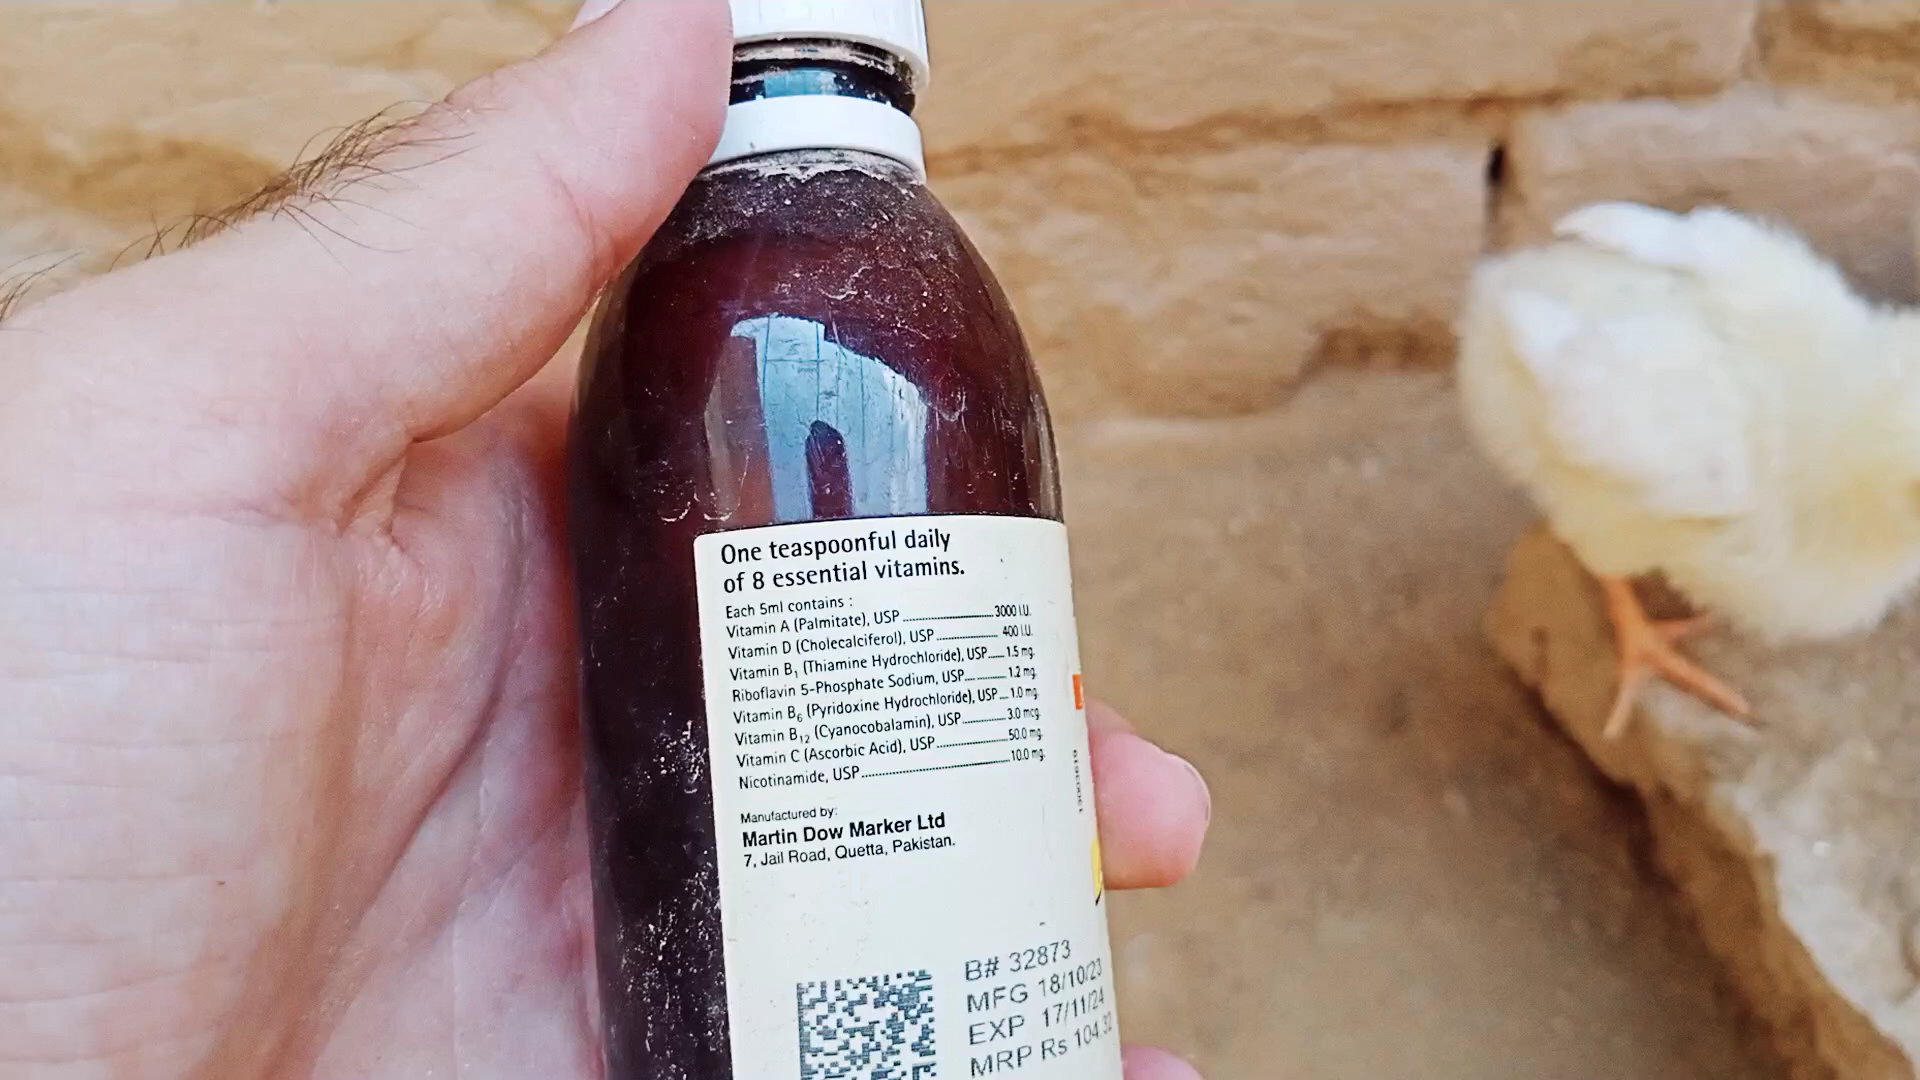 One teaspoonful daily
of 8 essential vitamins.
Each 5ml contains :
Vitamin A (Palmitate), USP ........................ 3000 I.U.
Vitamin D (Cholecalciferol), USP ................ 400 I.U.
Vitamin B₁ (Thiamine Hydrochloride), USP ..... 1.5 mg.
Riboflavin 5-Phosphate Sodium, USP ........... 1.2 mg.
Vitamin B₆ (Pyridoxine Hydrochloride), USP ... 1.0 mg.
Vitamin B₁₂ (Cyanocobalamin), USP ............ 3.0 mcg.
Vitamin C (Ascorbic Acid), USP .................... 50.0 mg.
Nicotinamide, USP ........................................ 10.0 mg.
Manufactured by:
Martin Dow Marker Ltd
7, Jail Road, Quetta, Pakistan.
B# 32873
MFG 18/10/23
EXP 17/11/24
MRP Rs 104.32